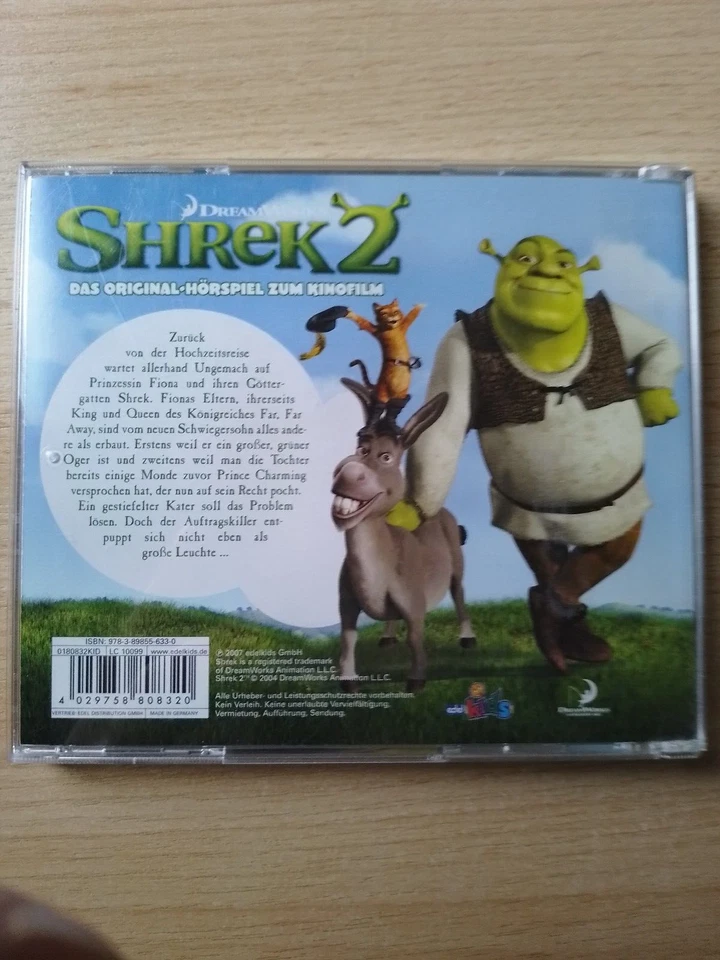 DREAMWORKS
SHREK 2
DAS ORIGINAL-HÖRSPIEL ZUM KINOFILM
Zurück
von der Hochzeitsreise
wartet allerhand Ungemach auf
Prinzessin Fiona und ihren Götter-
gatten Shrek. Fionas Eltern, ihrerseits
King und Queen des Königreiches Far, Far
Away, sind vom neuen Schwiegersohn alles ande-
re als erbaut. Erstens weil er ein großer, grüner
Oger ist und zweitens weil man die Tochter
bereits einige Monde zuvor Prince Charming
versprochen hat, der nun auf sein Recht pocht.
Ein gestiefelter Kater soll das Problem
lösen. Doch der Auftragskiller ent-
puppt sich nicht eben als
große Leuchte ...
ISBN: 978-3-89855-633-0
0180832KID LC 10099 www.edelkids.de
4 029758 808320
VERTRIEB EDEL DISTRIBUTION GMBH MADE IN GERMANY
℗ 2007 edelkids GmbH
Shrek is a registered trademark
of DreamWorks Animation L.L.C.
Shrek 2™ © 2004 DreamWorks Animation L.L.C.
Alle Urheber- und Leistungsschutzrechte vorbehalten.
Kein Verleih. Keine unerlaubte Vervielfältigung,
Vermietung, Aufführung, Sendung.
edel KIDS
DREAMWORKS